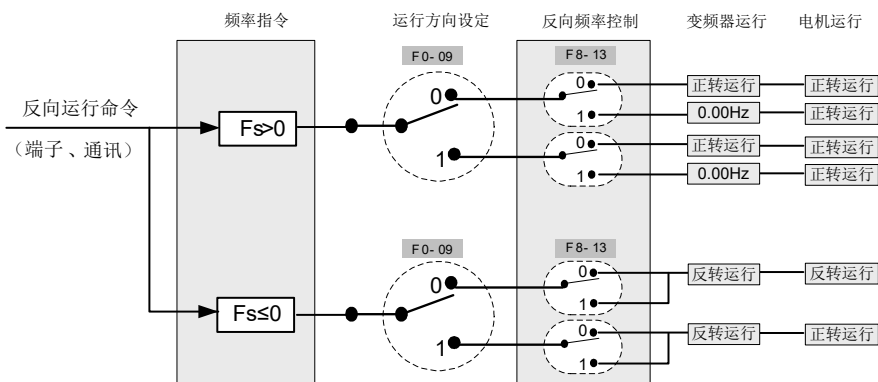 频率指令 运行方向设定 反向频率控制 变频器运行 电机运行
F0-09 F8-13
反向运行命令
(端子、通讯)
Fs>0
0
1
0
1
0
1
正转运行 正转运行
0.00Hz 正转运行
正转运行 正转运行
0.00Hz 正转运行
F0-09 F8-13
Fs≤0
0
1
0
1
0
1
反转运行 反转运行
反转运行 正转运行